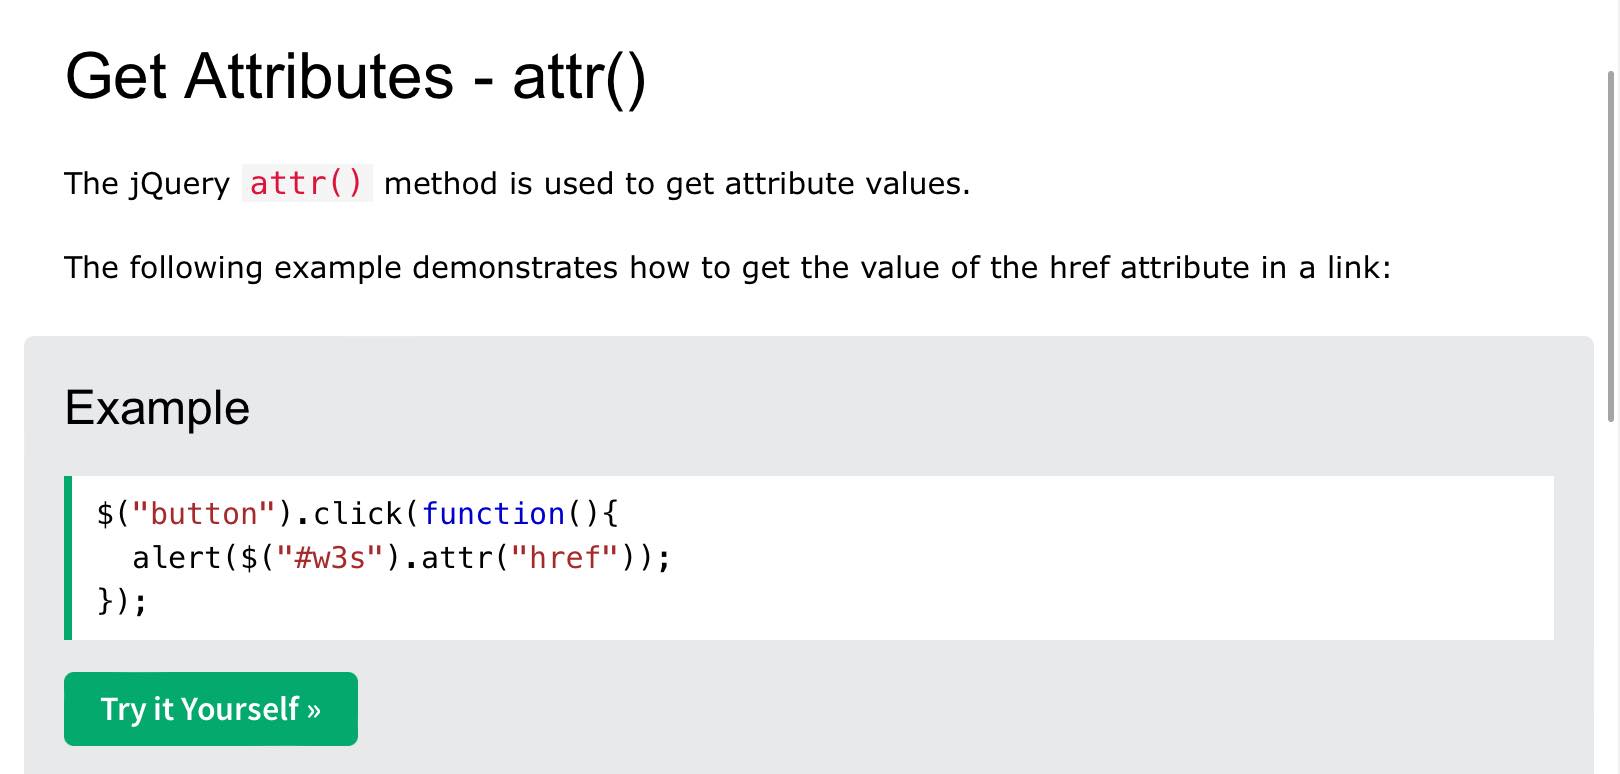 Get Attributes - attr()
The jQuery attr() method is used to get attribute values.
The following example demonstrates how to get the value of the href attribute in a link:
Example
$("button").click(function(){
  alert($("#w3s").attr("href"));
});
Try it Yourself »